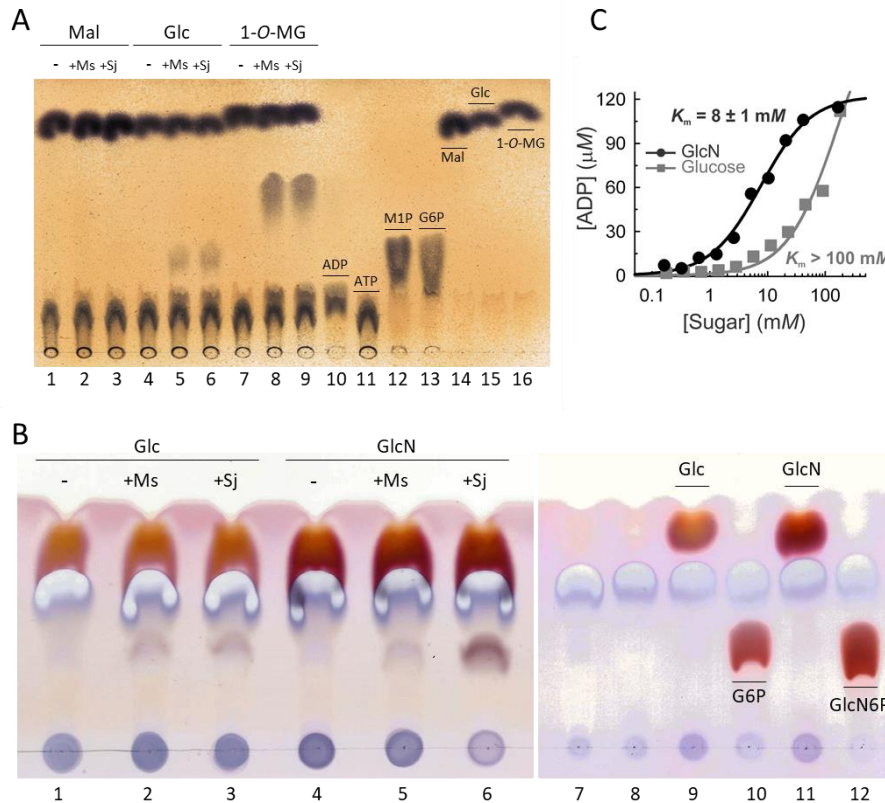 A
Mal Glc 1-O-MG
- +Ms +Sj - +Ms +Sj - +Ms +Sj
Glc
Mal
1-O-MG
M1P G6P
ADP
ATP
1 2 3 4 5 6 7 8 9 10 11 12 13 14 15 16
C
120
90
60
30
0
[ADP] (µM)
Km = 8 ± 1 mM
GlcN
Glucose
Km > 100 mM
0.1 1 10 100
[Sugar] (mM)
B
Glc GlcN
- +Ms +Sj - +Ms +Sj
1 2 3 4 5 6
Glc GlcN
G6P
GlcN6P
7 8 9 10 11 12